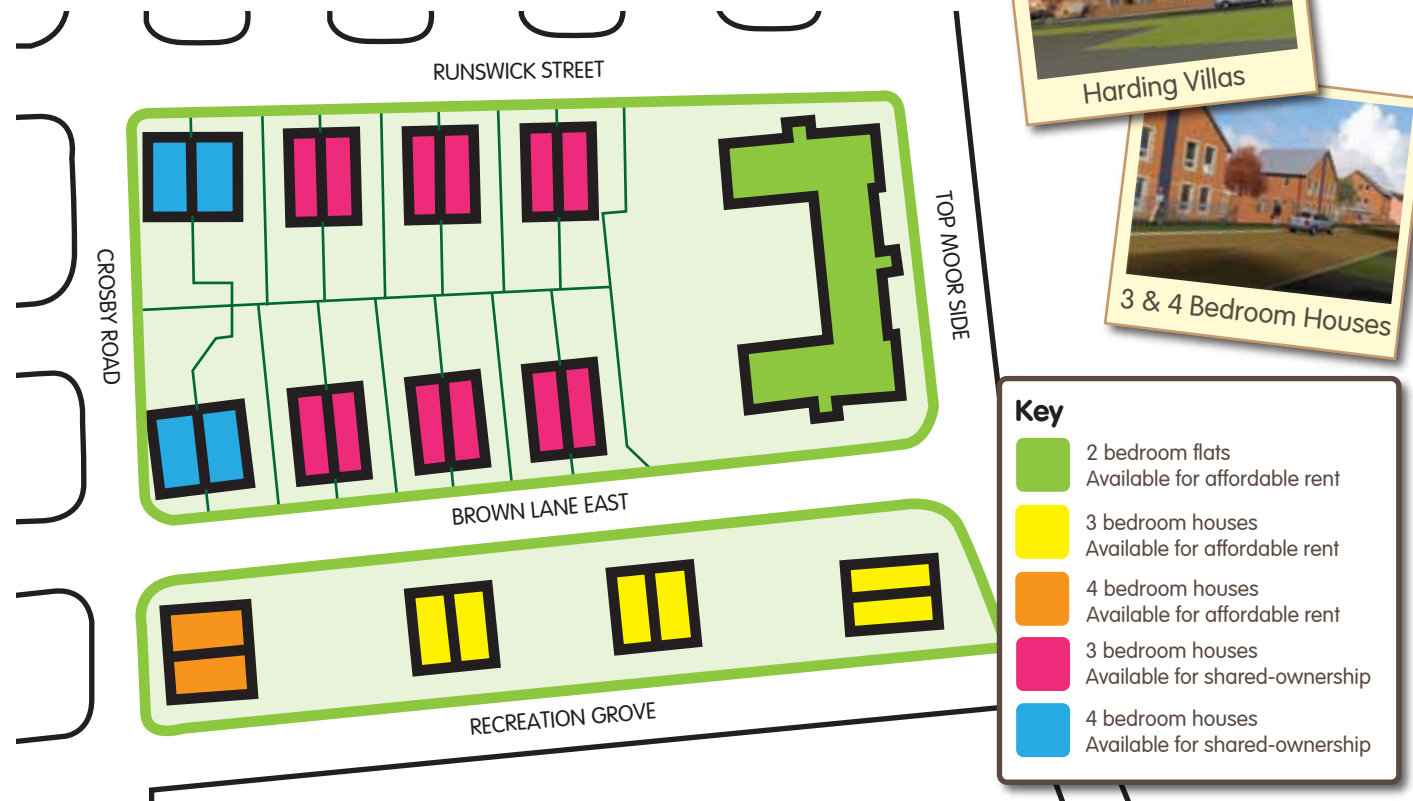 RUNSWICK STREET
Harding Villas
3 & 4 Bedroom Houses
CROSBY ROAD
TOP MOOR SIDE
BROWN LANE EAST
RECREATION GROVE
Key
2 bedroom flats
Available for affordable rent
3 bedroom houses
Available for affordable rent
4 bedroom houses
Available for affordable rent
3 bedroom houses
Available for shared-ownership
4 bedroom houses
Available for shared-ownership